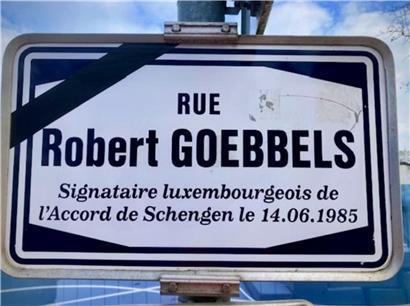 RUE
Robert GOEBBELS
Signataire luxembourgeois de
l'Accord de Schengen le 14.06.1985